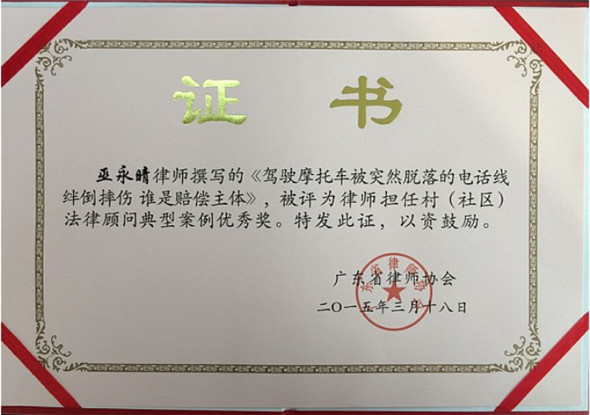 证 书
巫永晴律师撰写的《驾驶摩托车被突然脱落的电话线
绊倒摔伤 谁是赔偿主体》，被评为律师担任村（社区）
法律顾问典型案例优秀奖。特发此证，以资鼓励。
广东省律师协会
二〇一五年三月十八日